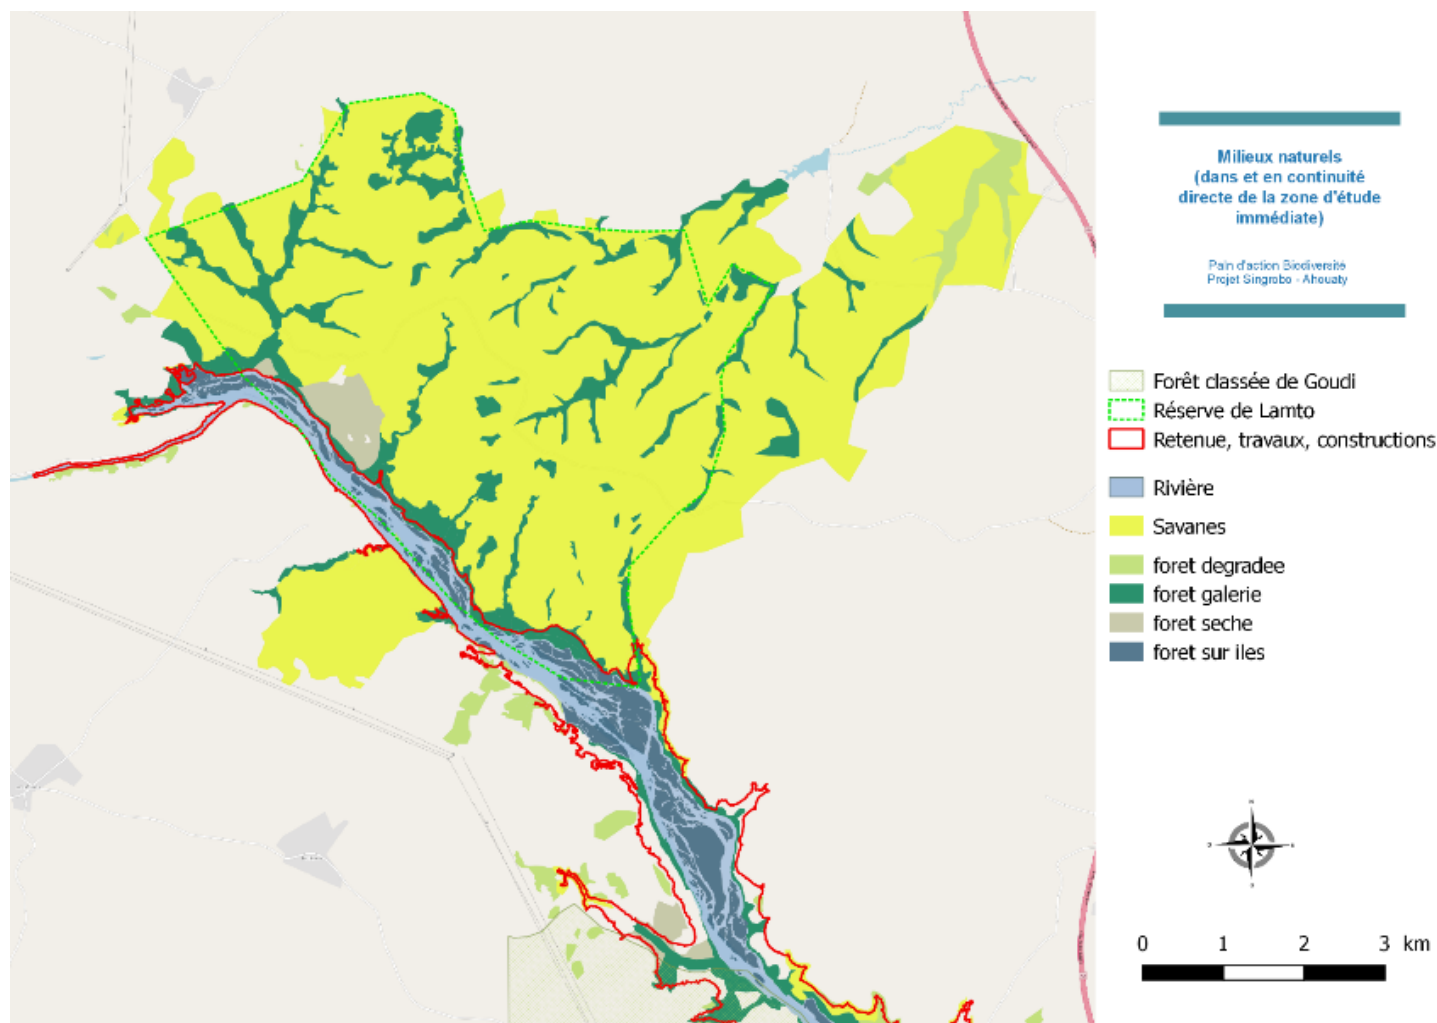 Milieux naturels
(dans et en continuité
directe de la zone d'étude
immédiate)
Paln d'action Biodiversité
Projet Singrobo - Ahouaty
Forêt classée de Goudi
Réserve de Lamto
Retenue, travaux, constructions
Rivière
Savanes
foret degradee
foret galerie
foret seche
foret sur iles
0 1 2 3 km